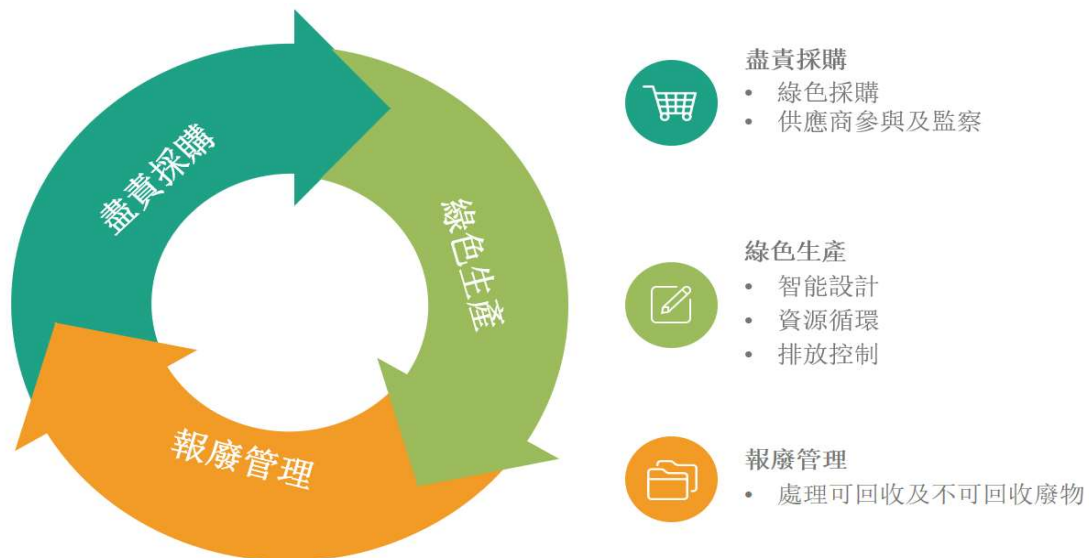 盡責採購
綠色生產
報廢管理
盡責採購
• 綠色採購
• 供應商參與及監察
綠色生產
• 智能設計
• 資源循環
• 排放控制
報廢管理
• 處理可回收及不可回收廢物